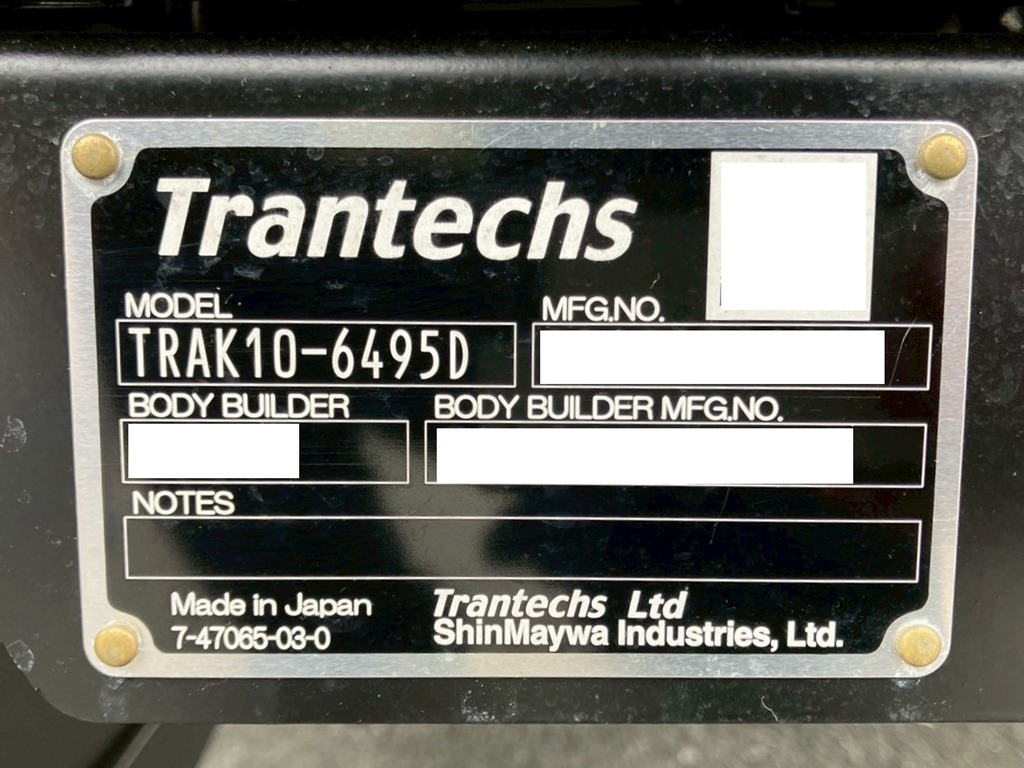 Trantechs
MODEL MFG.NO.
TRAK10-6495D
BODY BUILDER BODY BUILDER MFG.NO.
NOTES
Made in Japan Trantechs Ltd
7-47065-03-0 ShinMaywa Industries, Ltd.